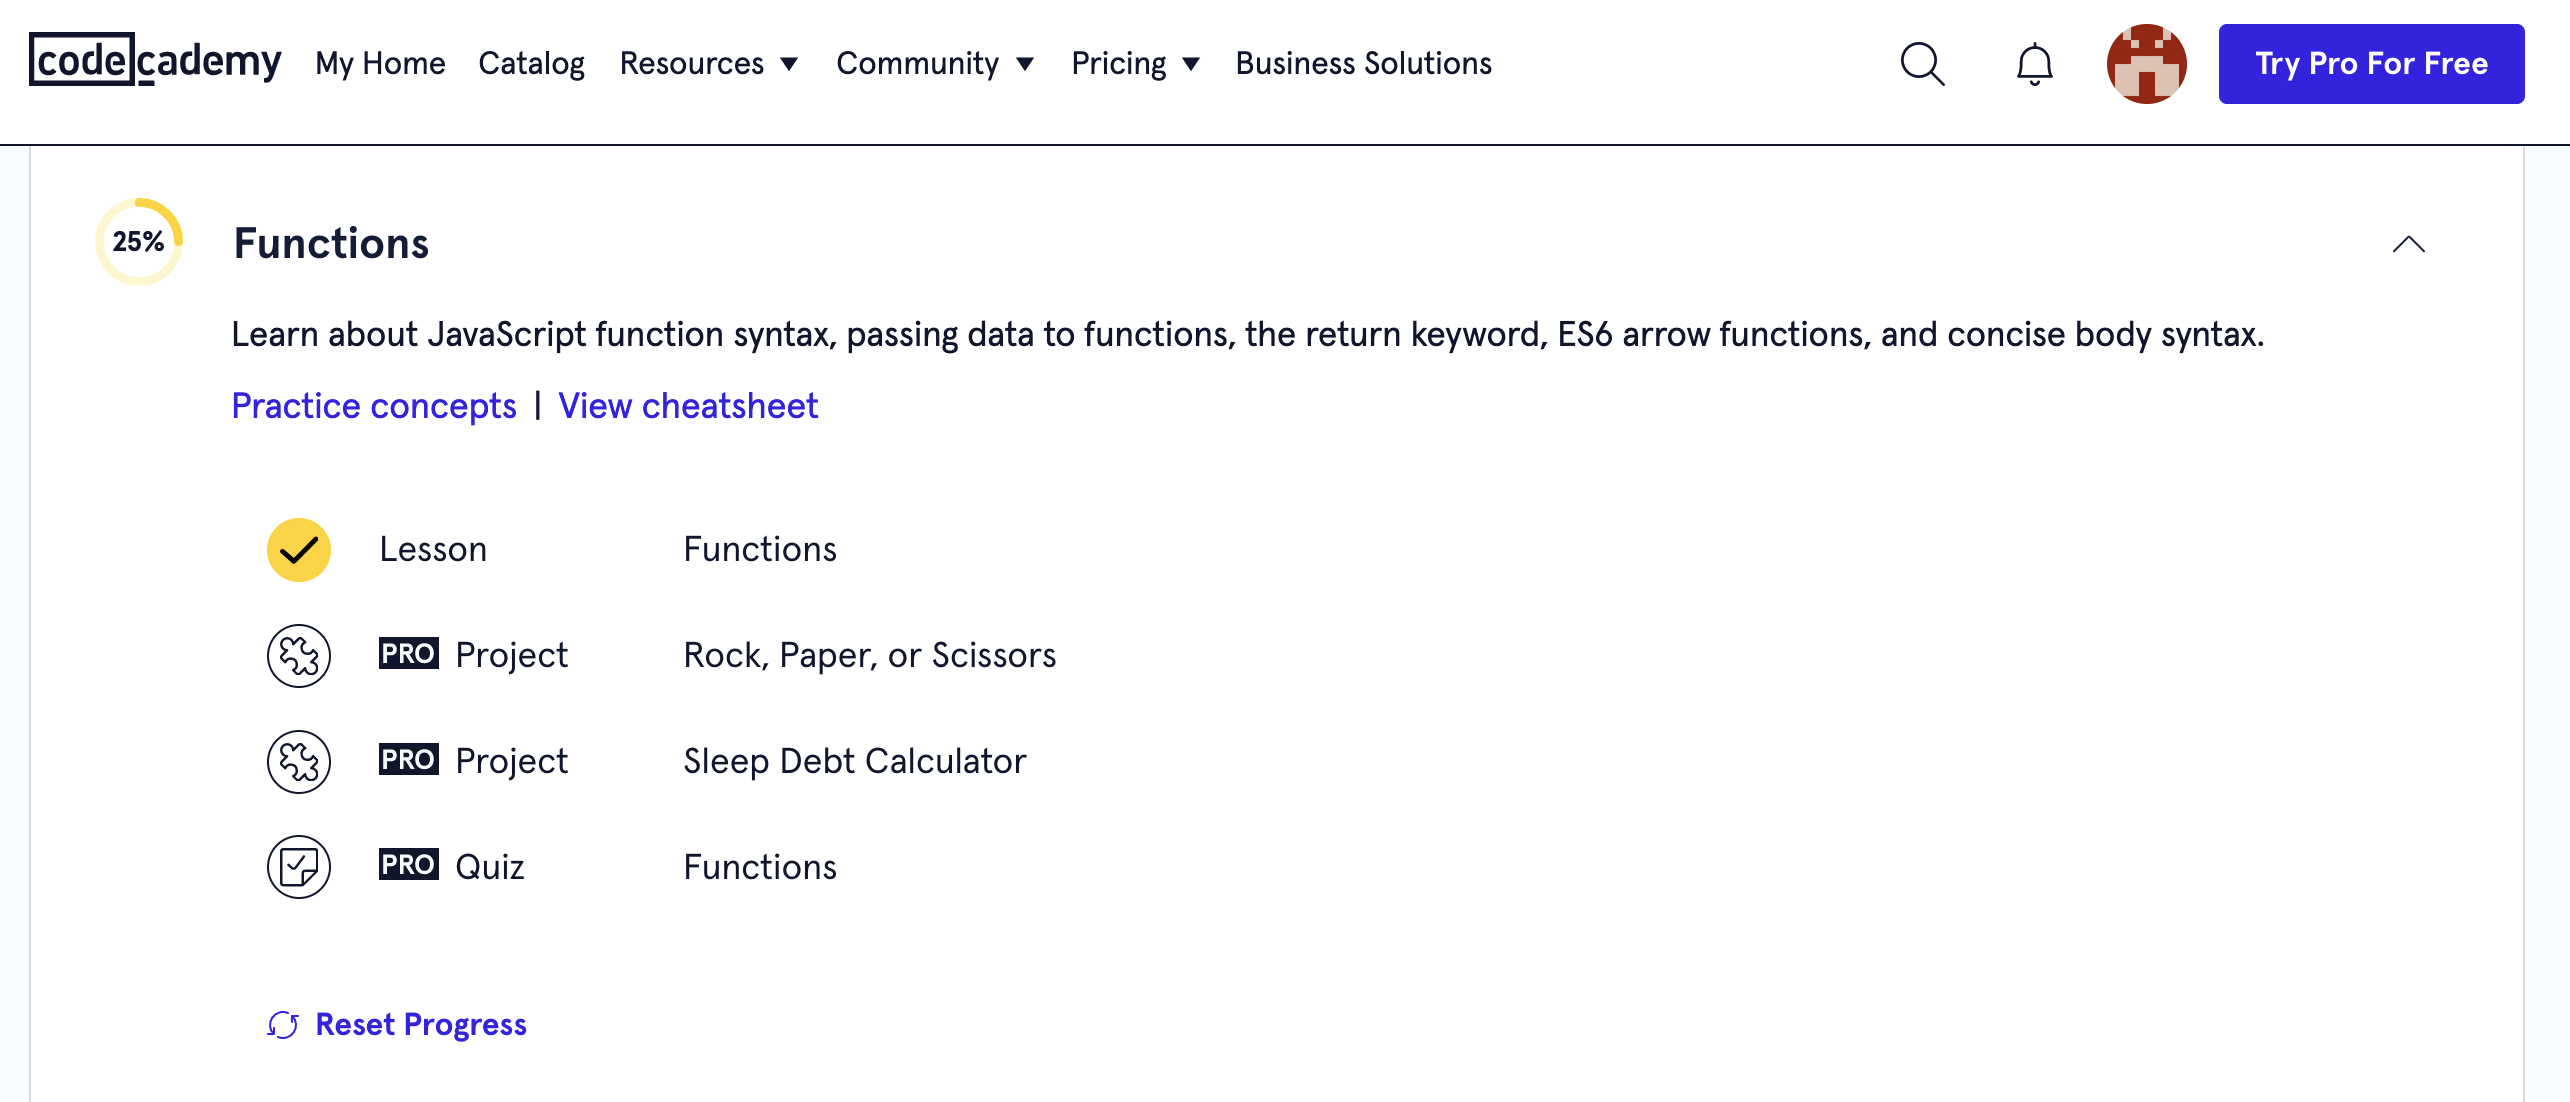 codecademy My Home Catalog Resources Community Pricing Business Solutions Try Pro For Free
25% Functions
Learn about JavaScript function syntax, passing data to functions, the return keyword, ES6 arrow functions, and concise body syntax.
Practice concepts | View cheatsheet
Lesson Functions
PRO Project Rock, Paper, or Scissors
PRO Project Sleep Debt Calculator
PRO Quiz Functions
Reset Progress